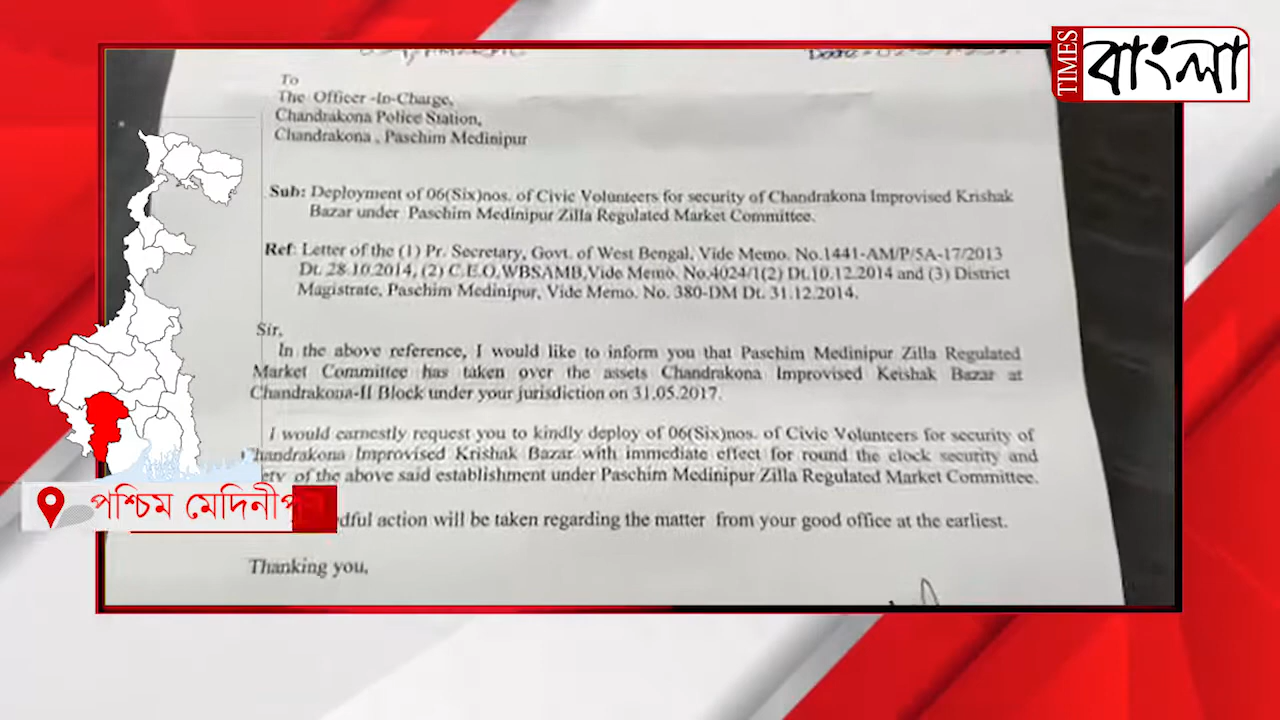 TIMES
বাংলা
To
The Officer -In-Charge,
Chandrakona Police Station,
Chandrakona , Paschim Medinipur
Sub: Deployment of 06(Six)nos. of Civic Volunteers for security of Chandrakona Improvised Krishak
Bazar under Paschim Medinipur Zilla Regulated Market Committee.
Ref: Letter of the (1) Pr. Secretary, Govt. of West Bengal, Vide Memo. No.1441-AM/P/5A-17/2013
Dt. 28.10.2014, (2) C.E.O,WBSAMB,Vide Memo. No.4024/1(2) Dt.10.12.2014 and (3) District
Magistrate, Paschim Medinipur, Vide Memo. No. 380-DM Dt. 31.12.2014.
Sir,
In the above reference, I would like to inform you that Paschim Medinipur Zilla Regulated
Market Committee has taken over the assets Chandrakona Improvised Keishak Bazar at
Chandrakona-II Block under your jurisdiction on 31.05.2017.
I would earnestly request you to kindly deploy of 06(Six)nos. of Civic Volunteers for security of
handrakona Improvised Krishak Bazar with immediate effect for round the clock security and
ety of the above said establishment under Paschim Medinipur Zilla Regulated Market Committee.
dful action will be taken regarding the matter from your good office at the earliest.
Thanking you,
পশ্চিম মেদিনীপু